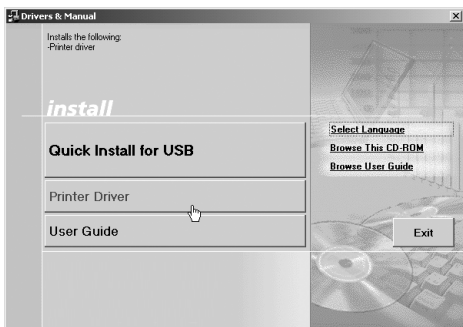 Drivers & Manual
Installs the following:
-Printer driver
install
Quick Install for USB
Printer Driver
User Guide
Select Language
Browse This CD-ROM
Browse User Guide
Exit